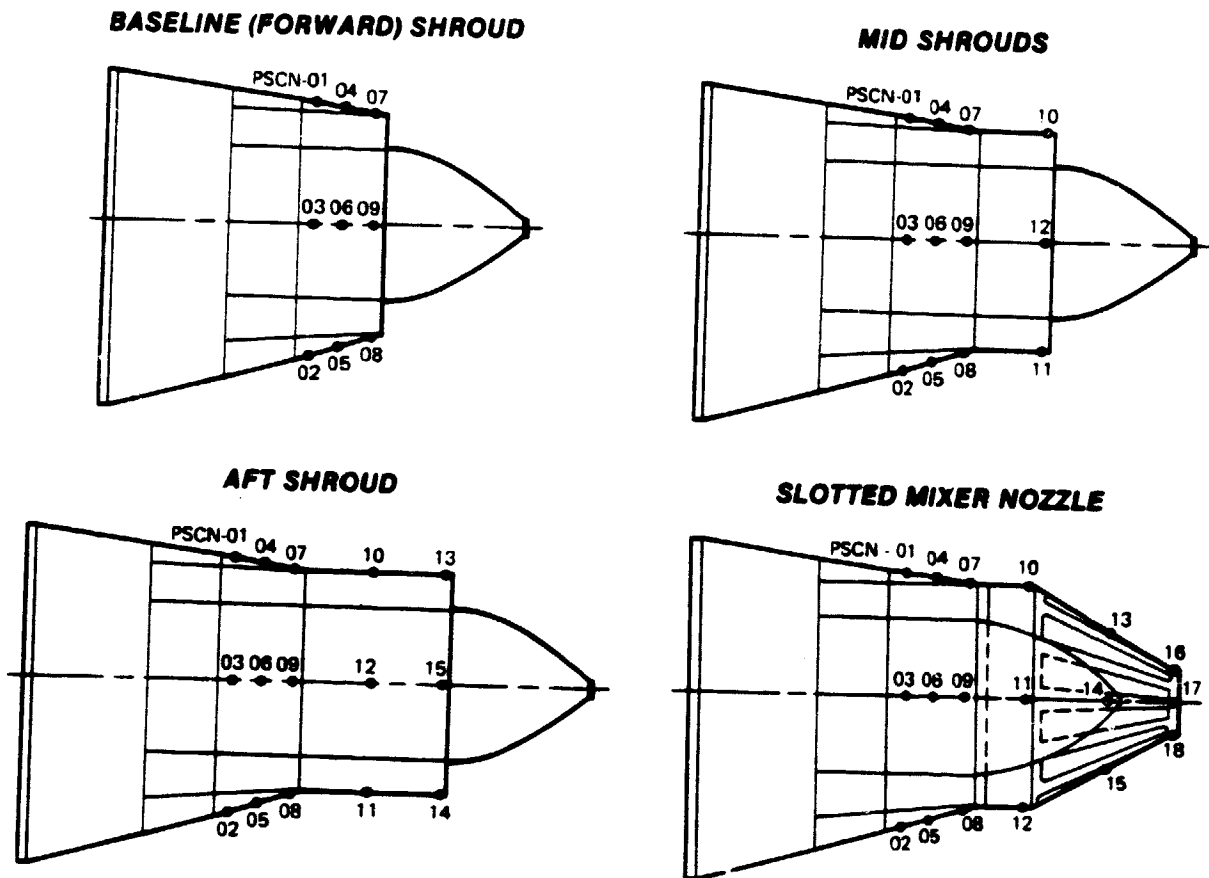 BASELINE (FORWARD) SHROUD
PSCN-01 04 07
03 06 09
02 05 08
MID SHROUDS
PSCN-01 04 07 10
03 06 09 12
02 05 08 11
AFT SHROUD
PSCN-01 04 07 10 13
03 06 09 12 15
02 05 08 11 14
SLOTTED MIXER NOZZLE
PSCN - 01 04 07 10
13
16
03 06 09 11 14 17
18
15
02 05 08 12